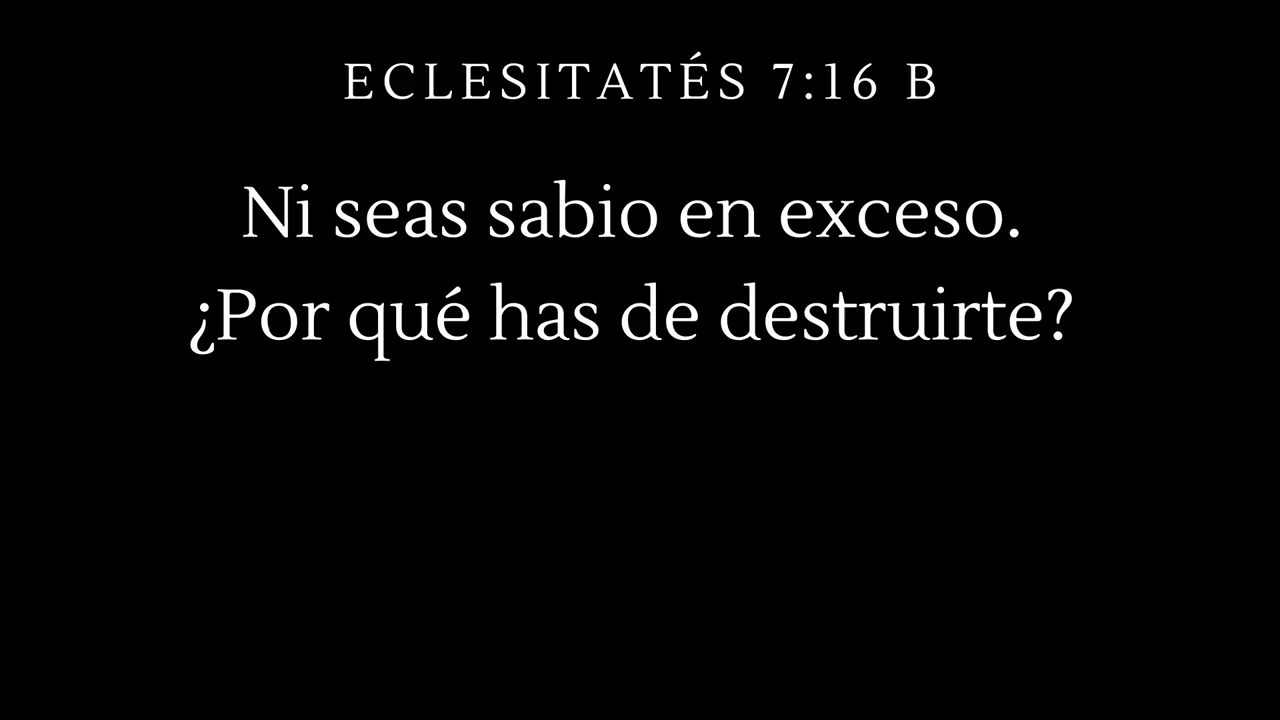 ECLESITATÉS 7:16 B
Ni seas sabio en exceso.
¿Por qué has de destruirte?